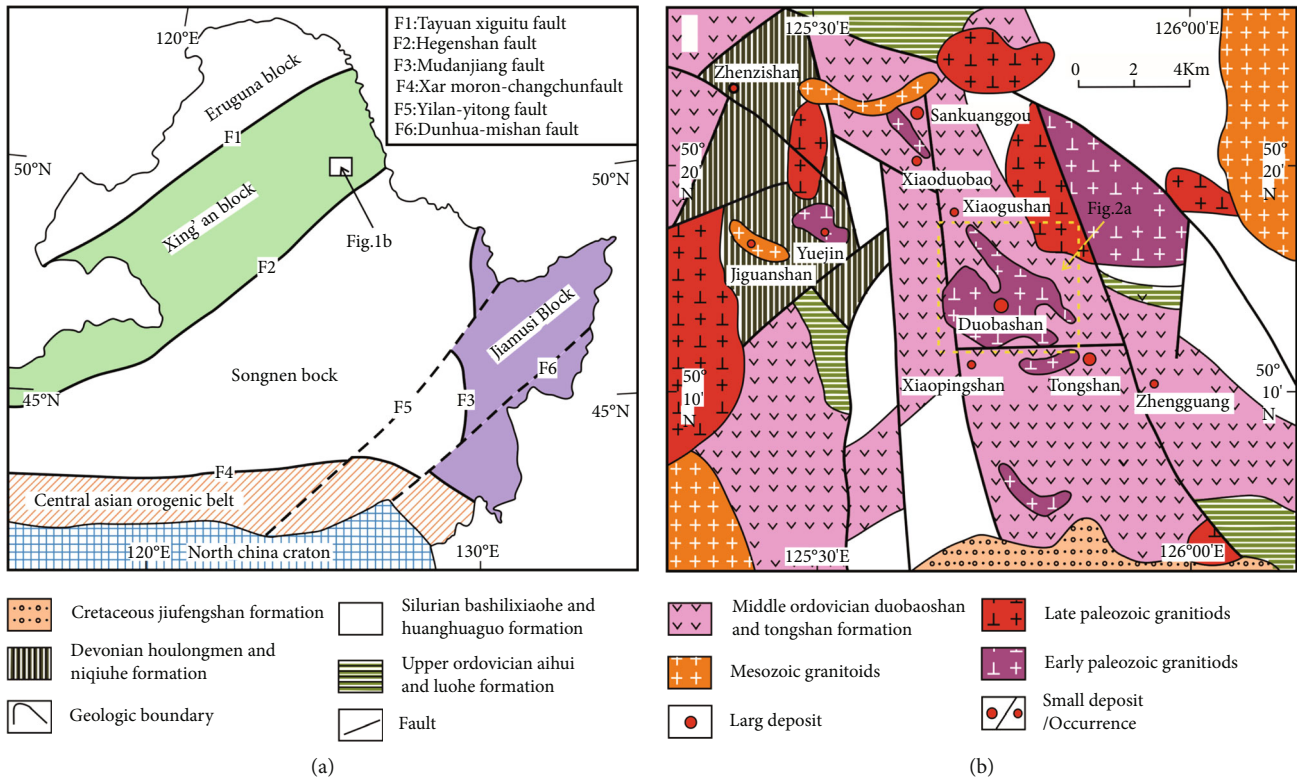 120°E
F1:Tayuan xiguitu fault
F2:Hegenshan fault
F3:Mudanjiang fault
F4:Xar moron-changchunfault
F5:Yilan-yitong fault
F6:Dunhua-mishan fault
Eruguna block
F1
50°N
50°N
Xing' an block
Fig.1b
F2
Jiamusi Block
Songnen bock
F6
45°N
F5
F3
45°N
F4
Central asian orogenic belt
120°E
North china craton
130°E
125°30'E
126°00'E
Zhenzishan
0 2 4Km
Sankuanggou
50°
20'
N
50°
20'
N
Xiaoduobao
Xiaogushan
Fig.2a
Yuejin
Jiguanshan
Duobashan
Xiaopingshan
Tongshan
Zhengguang
50°
10'
N
50°
10'
N
125°30'E
126°00'E
Cretaceous jiufengshan formation
Devonian houlongmen and
niqiuhe formation
Geologic boundary
Silurian bashilixiaohe and
huanghuaguo formation
Upper ordovician aihui
and luohe formation
Fault
(a)
Middle ordovician duobaoshan
and tongshan formation
Mesozoic granitoids
Larg deposit
Late paleozoic granitiods
Early paleozoic granitiods
Small deposit
/Occurrence
(b)